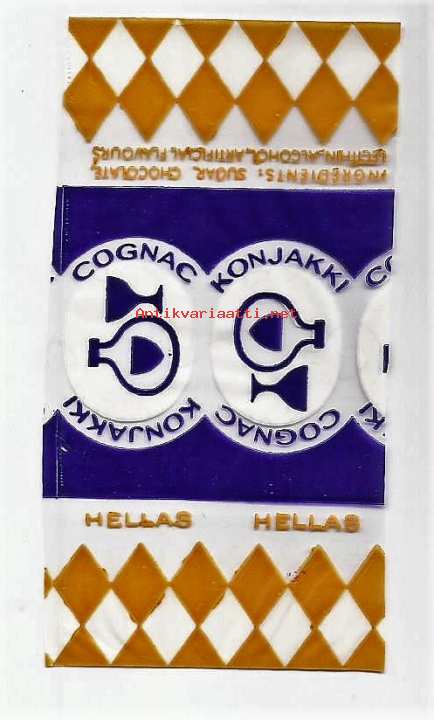 INGREDIENTS: SUGAR, CHOCOLATE,
LECITHIN, ALCOHOL, ARTIFICIAL FLAVOURS
COGNAC
KONJAKKI
Antikvariaatti.net
KONJAKKI
COGNAC
HELLAS HELLAS